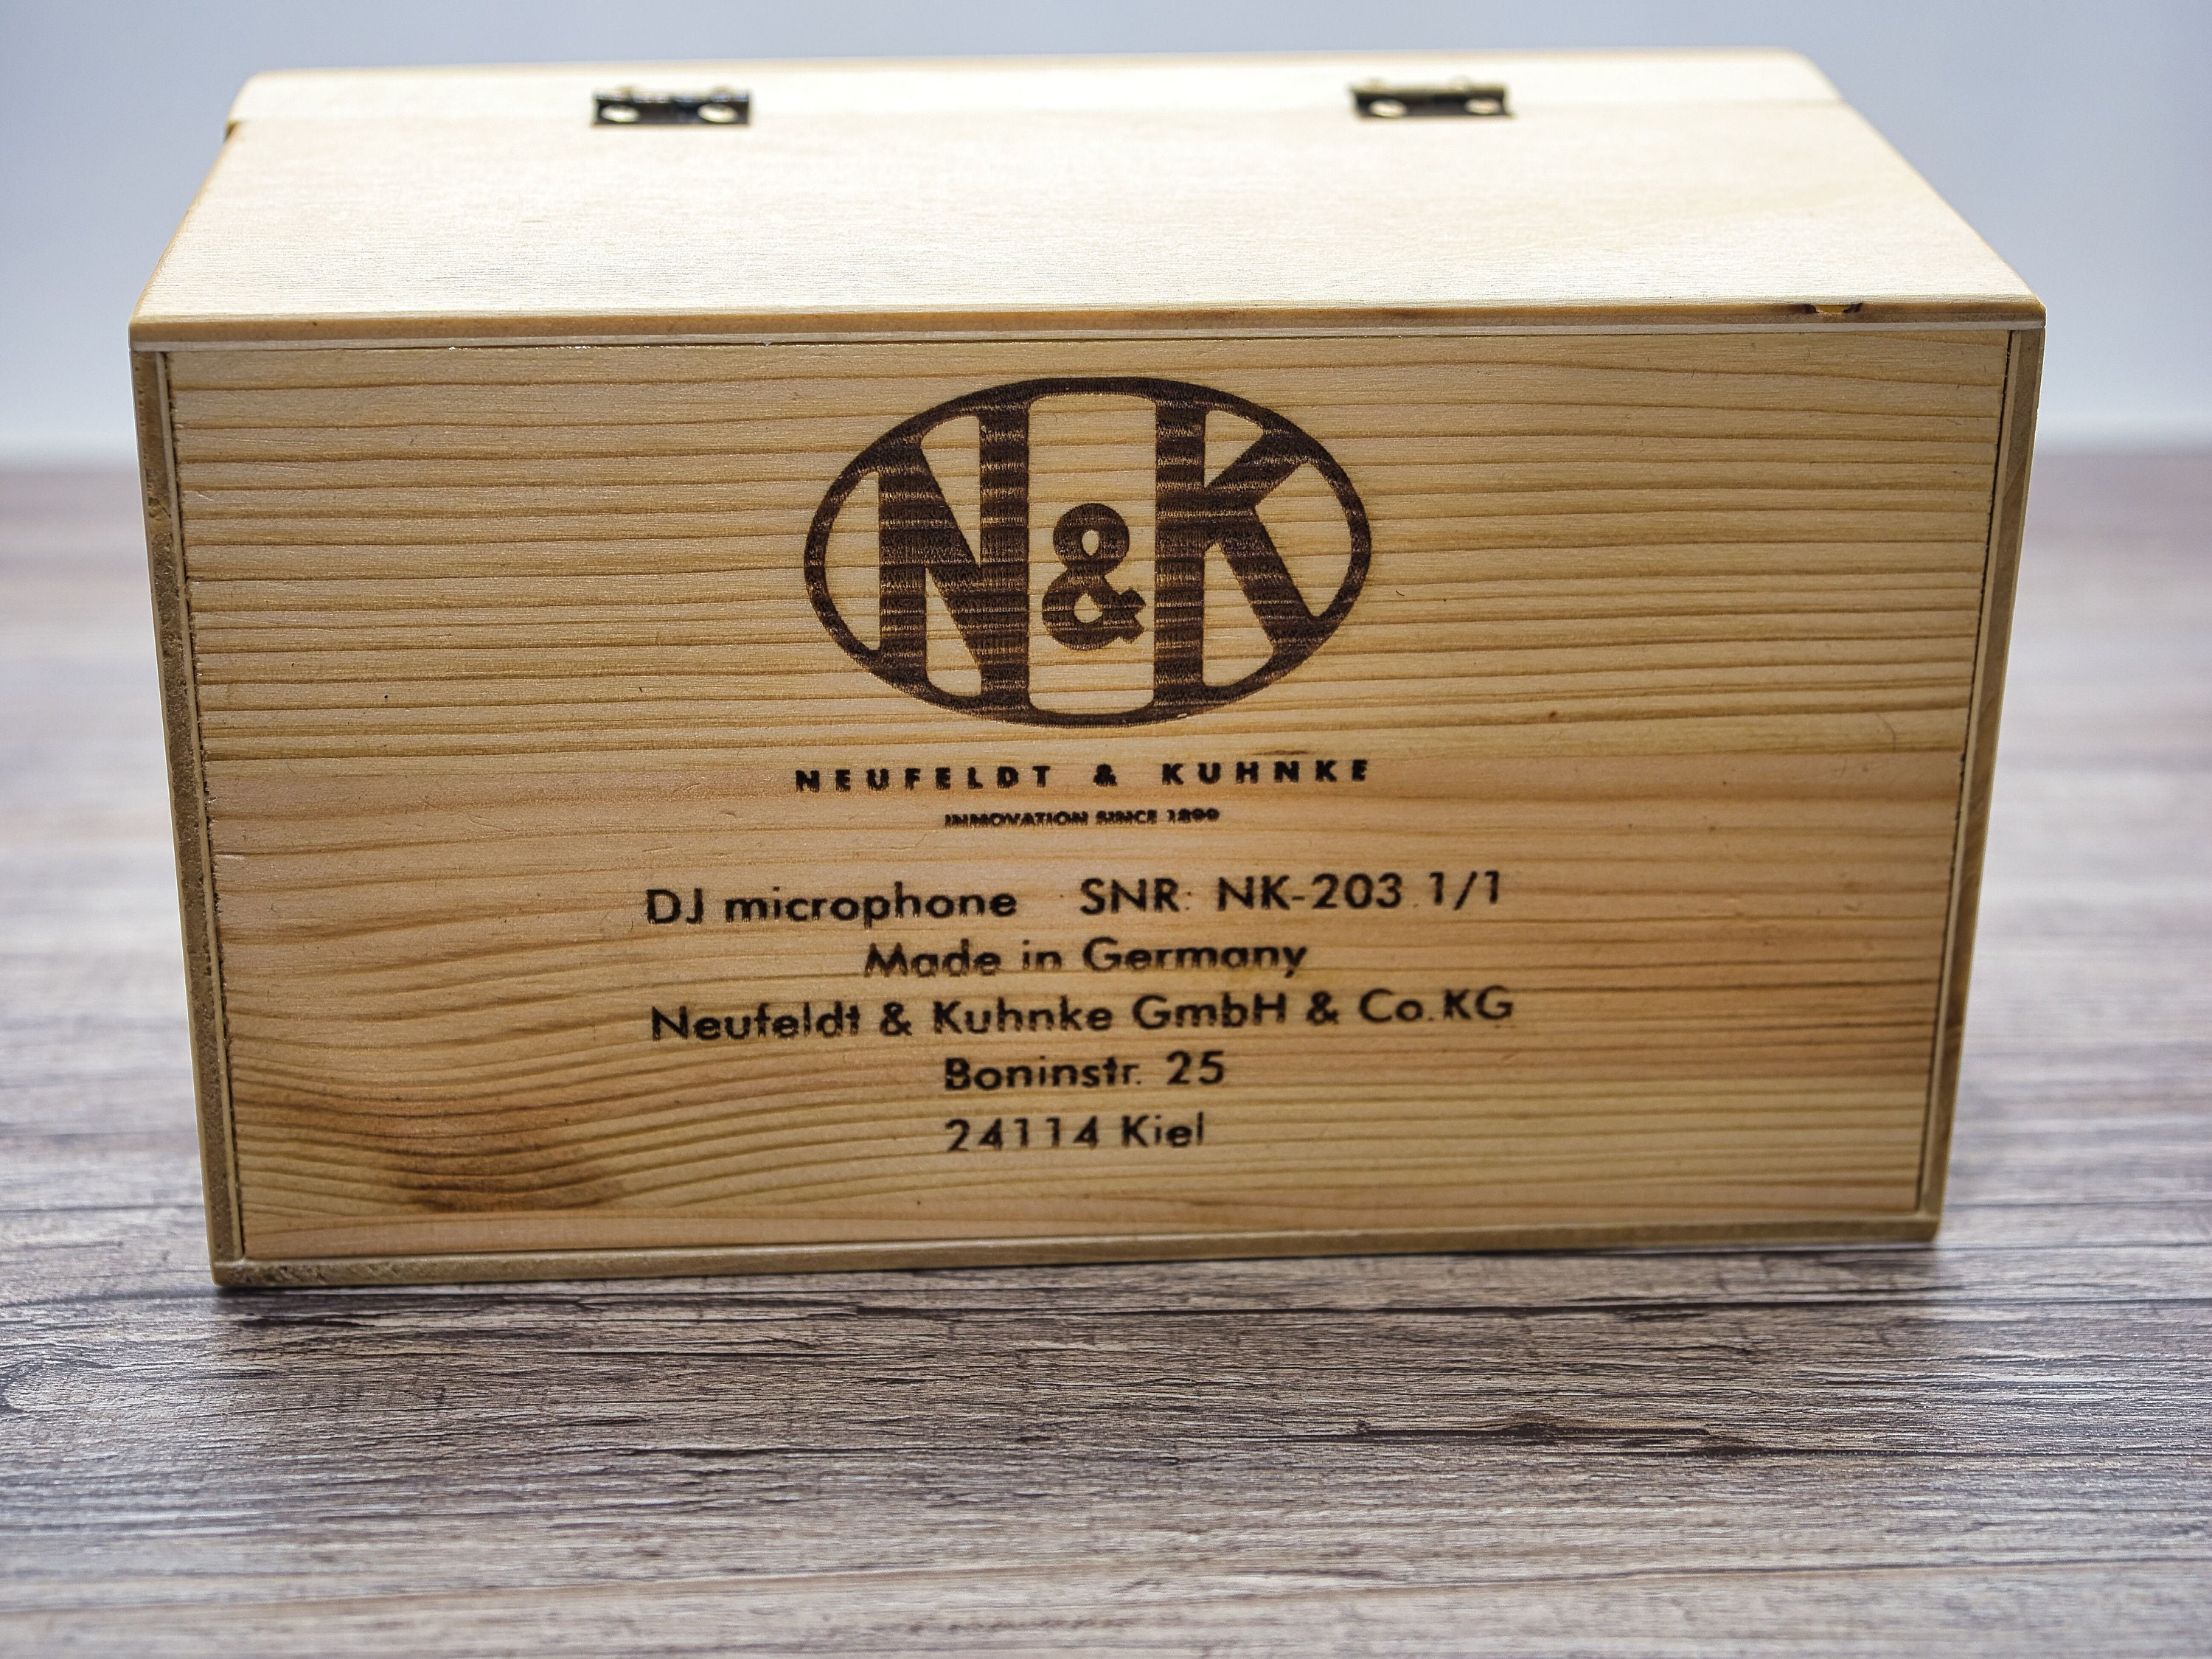 N&K
NEUFELDT & KUHNKE
INNOVATION SINCE 1899
DJ microphone SNR: NK-203.1/1
Made in Germany
Neufeldt & Kuhnke GmbH & Co.KG
Boninstr. 25
24114 Kiel